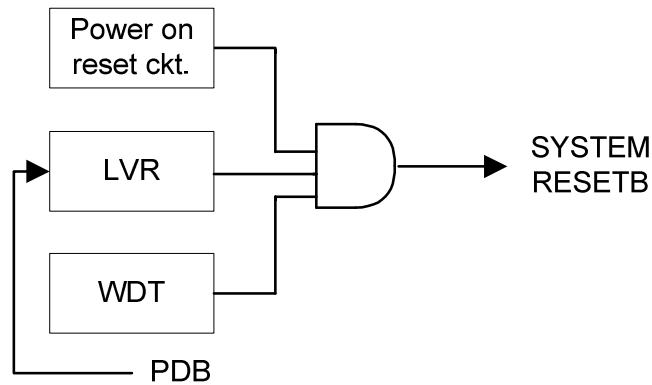 Power on
reset ckt.
LVR
WDT
PDB
SYSTEM
RESETB